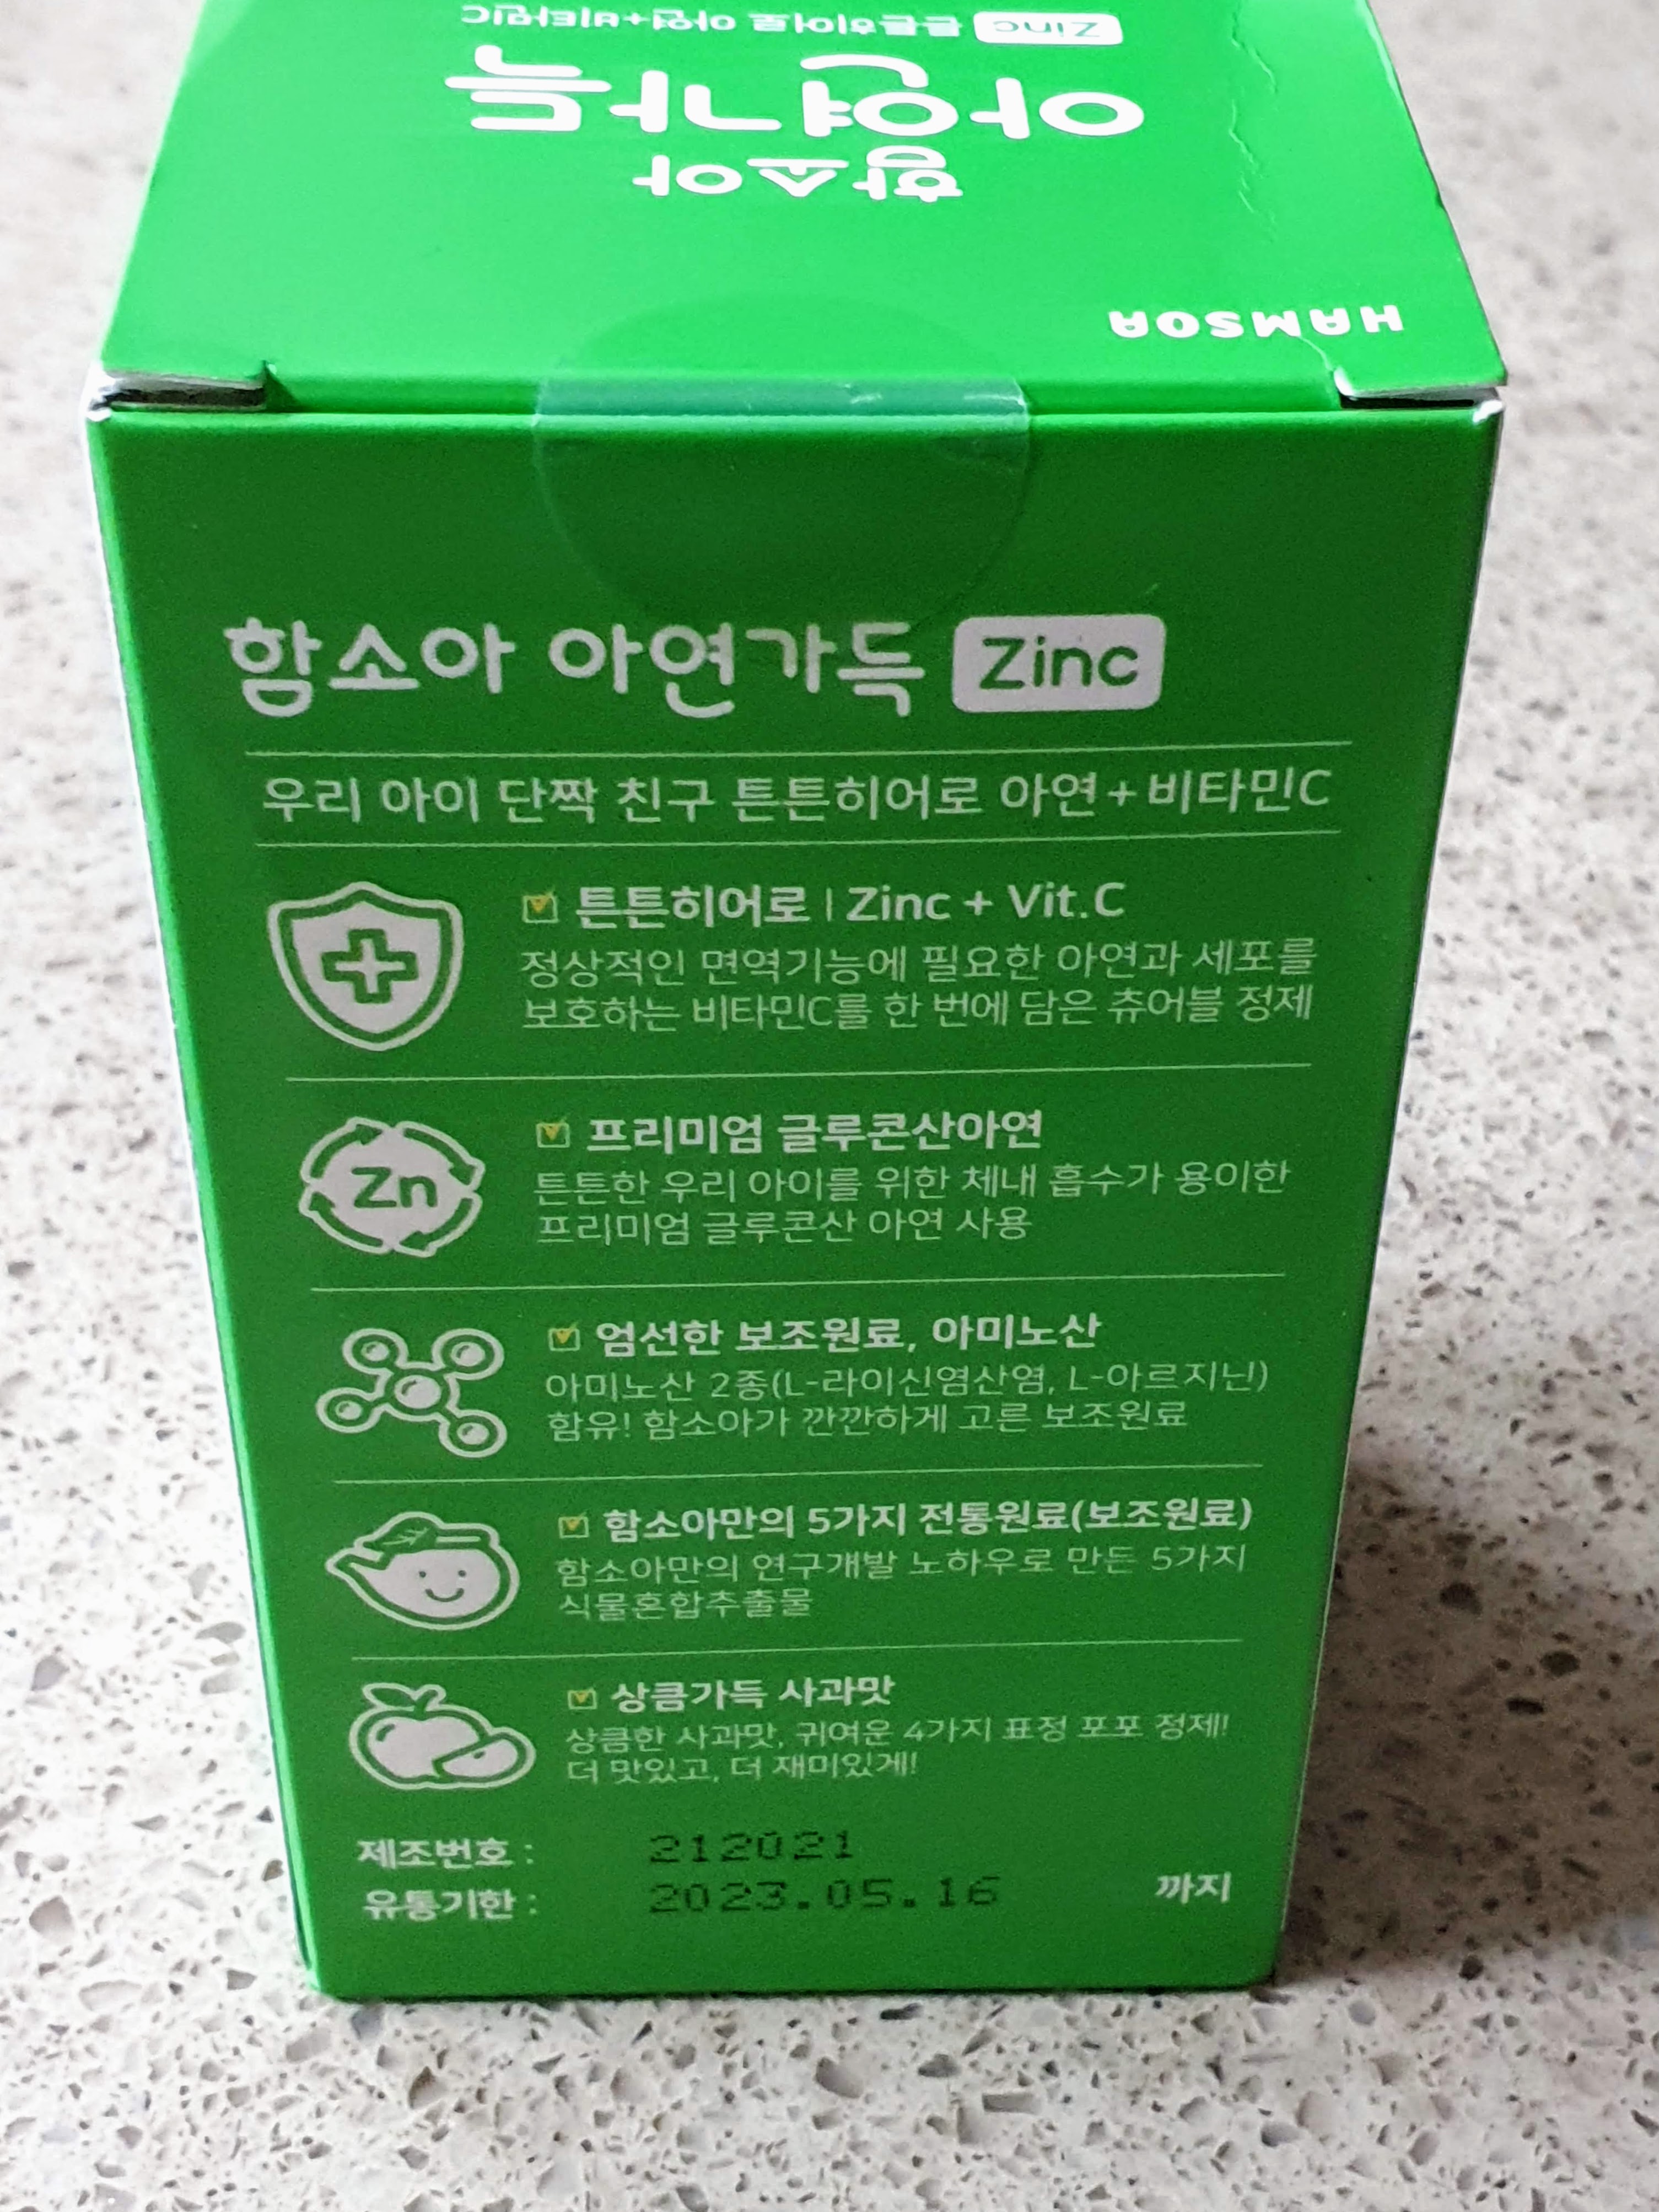 Zinc 튼튼히어로 아연+비타민C
아연가득
함소아
HAMSOA
함소아 아연가득 Zinc
우리 아이 단짝 친구 튼튼히어로 아연+비타민C
튼튼히어로 | Zinc + Vit.C
정상적인 면역기능에 필요한 아연과 세포를
보호하는 비타민C를 한 번에 담은 츄어블 정제
Zn
프리미엄 글루콘산아연
튼튼한 우리 아이를 위한 체내 흡수가 용이한
프리미엄 글루콘산 아연 사용
엄선한 보조원료, 아미노산
아미노산 2종(L-라이신염산염, L-아르지닌)
함유! 함소아가 깐깐하게 고른 보조원료
함소아만의 5가지 전통원료(보조원료)
함소아만의 연구개발 노하우로 만든 5가지
식물혼합추출물
상큼가득 사과맛
상큼한 사과맛, 귀여운 4가지 표정 포포 정제!
더 맛있고, 더 재미있게!
제조번호 : 212021
유통기한 : 2023.05.16 까지